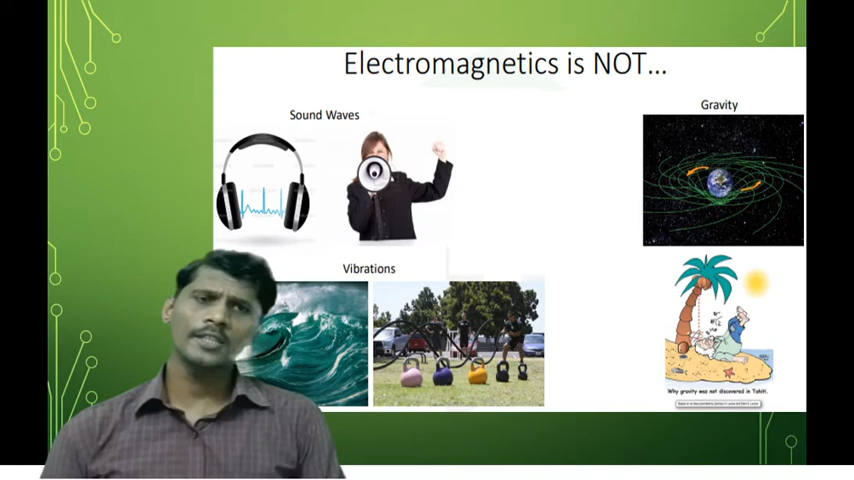 Electromagnetics is NOT...
Sound Waves
Gravity
Vibrations
Why gravity was not discovered in Tahiti.